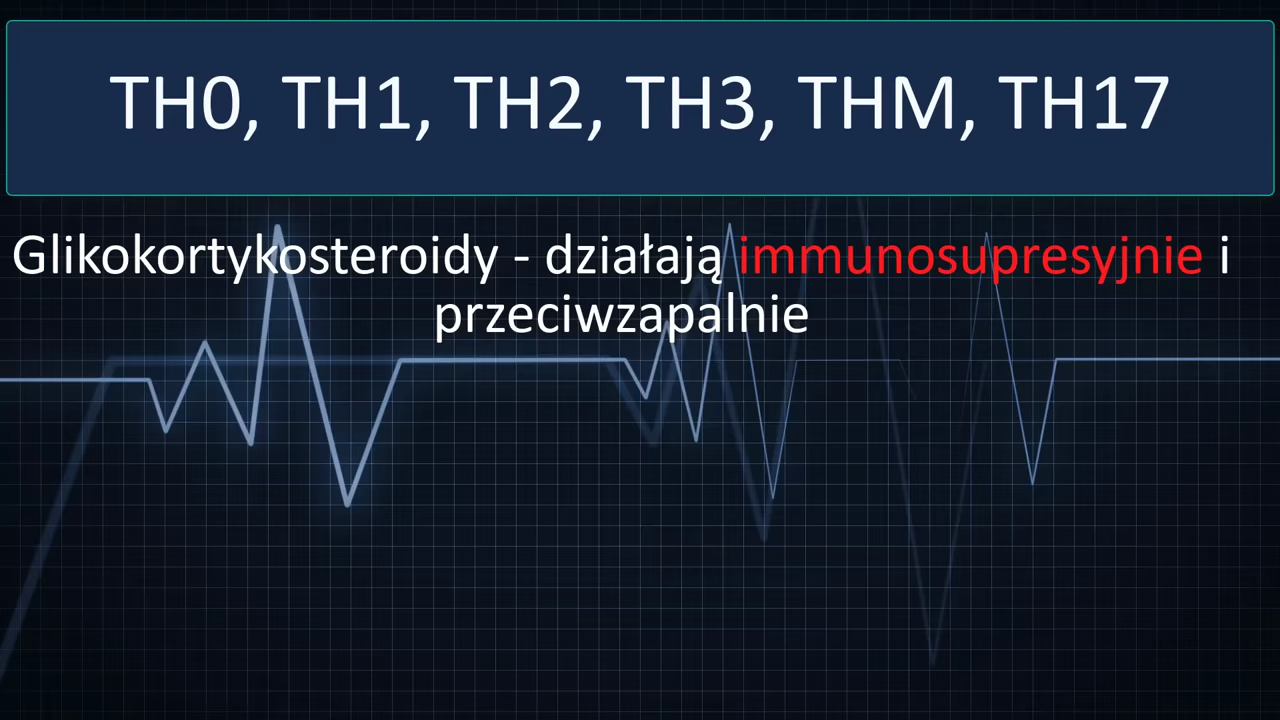 TH0, TH1, TH2, TH3, THM, TH17
Glikokortykosteroidy - działają immunosupresyjnie i
przeciwzapalnie